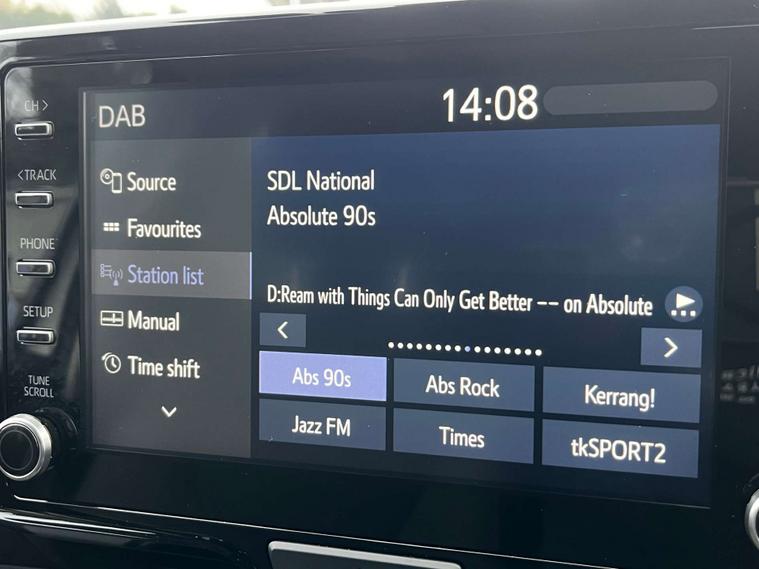 CH >
< TRACK
PHONE
SETUP
TUNE
SCROLL
DAB
14:08
Source
Favourites
Station list
Manual
Time shift
SDL National
Absolute 90s
D:Ream with Things Can Only Get Better -- on Absolute
Abs 90s
Abs Rock
Kerrang!
Jazz FM
Times
tkSPORT2